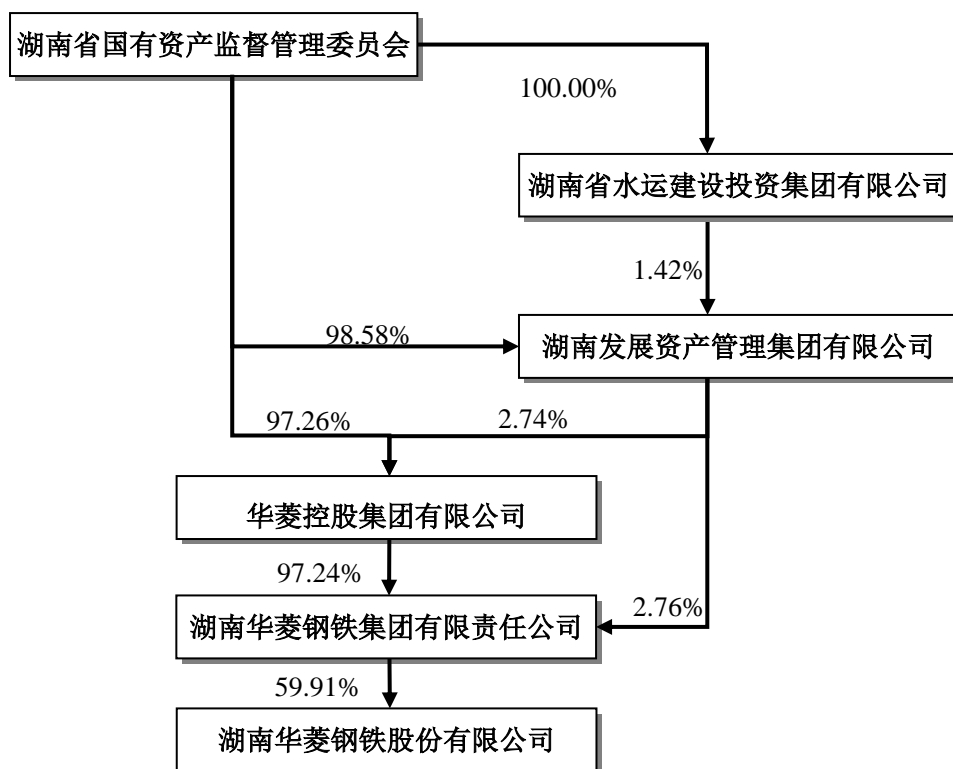 湖南省国有资产监督管理委员会
100.00%
湖南省水运建设投资集团有限公司
1.42%
98.58%
湖南发展资产管理集团有限公司
97.26%
2.74%
华菱控股集团有限公司
97.24%
2.76%
湖南华菱钢铁集团有限责任公司
59.91%
湖南华菱钢铁股份有限公司